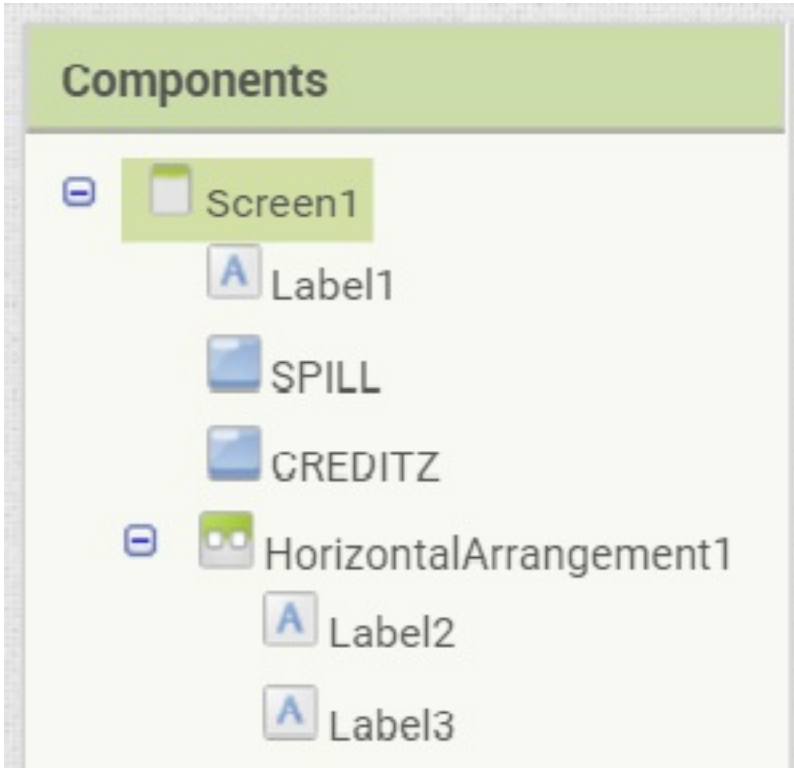 Components
Screen1
A Label1
SPILL
CREDITZ
HorizontalArrangement1
A Label2
A Label3